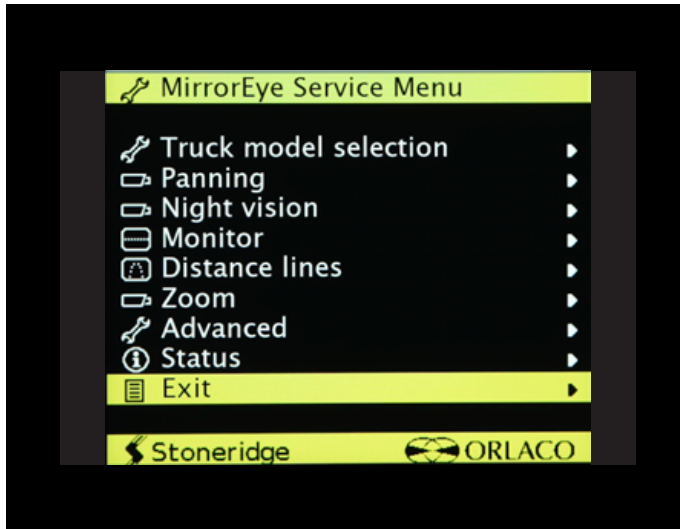 MirrorEye Service Menu
Truck model selection
Panning
Night vision
Monitor
Distance lines
Zoom
Advanced
Status
Exit
Stoneridge ORLACO